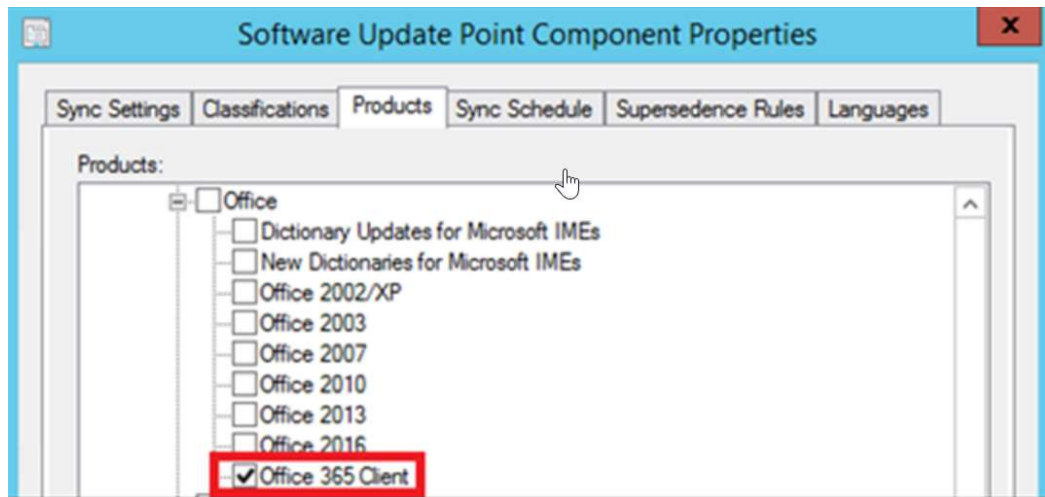 Software Update Point Component Properties
x
Sync Settings Classifications Products Sync Schedule Supersedence Rules Languages
Products:
Office
Dictionary Updates for Microsoft IMEs
New Dictionaries for Microsoft IMEs
Office 2002/XP
Office 2003
Office 2007
Office 2010
Office 2013
Office 2016
Office 365 Client